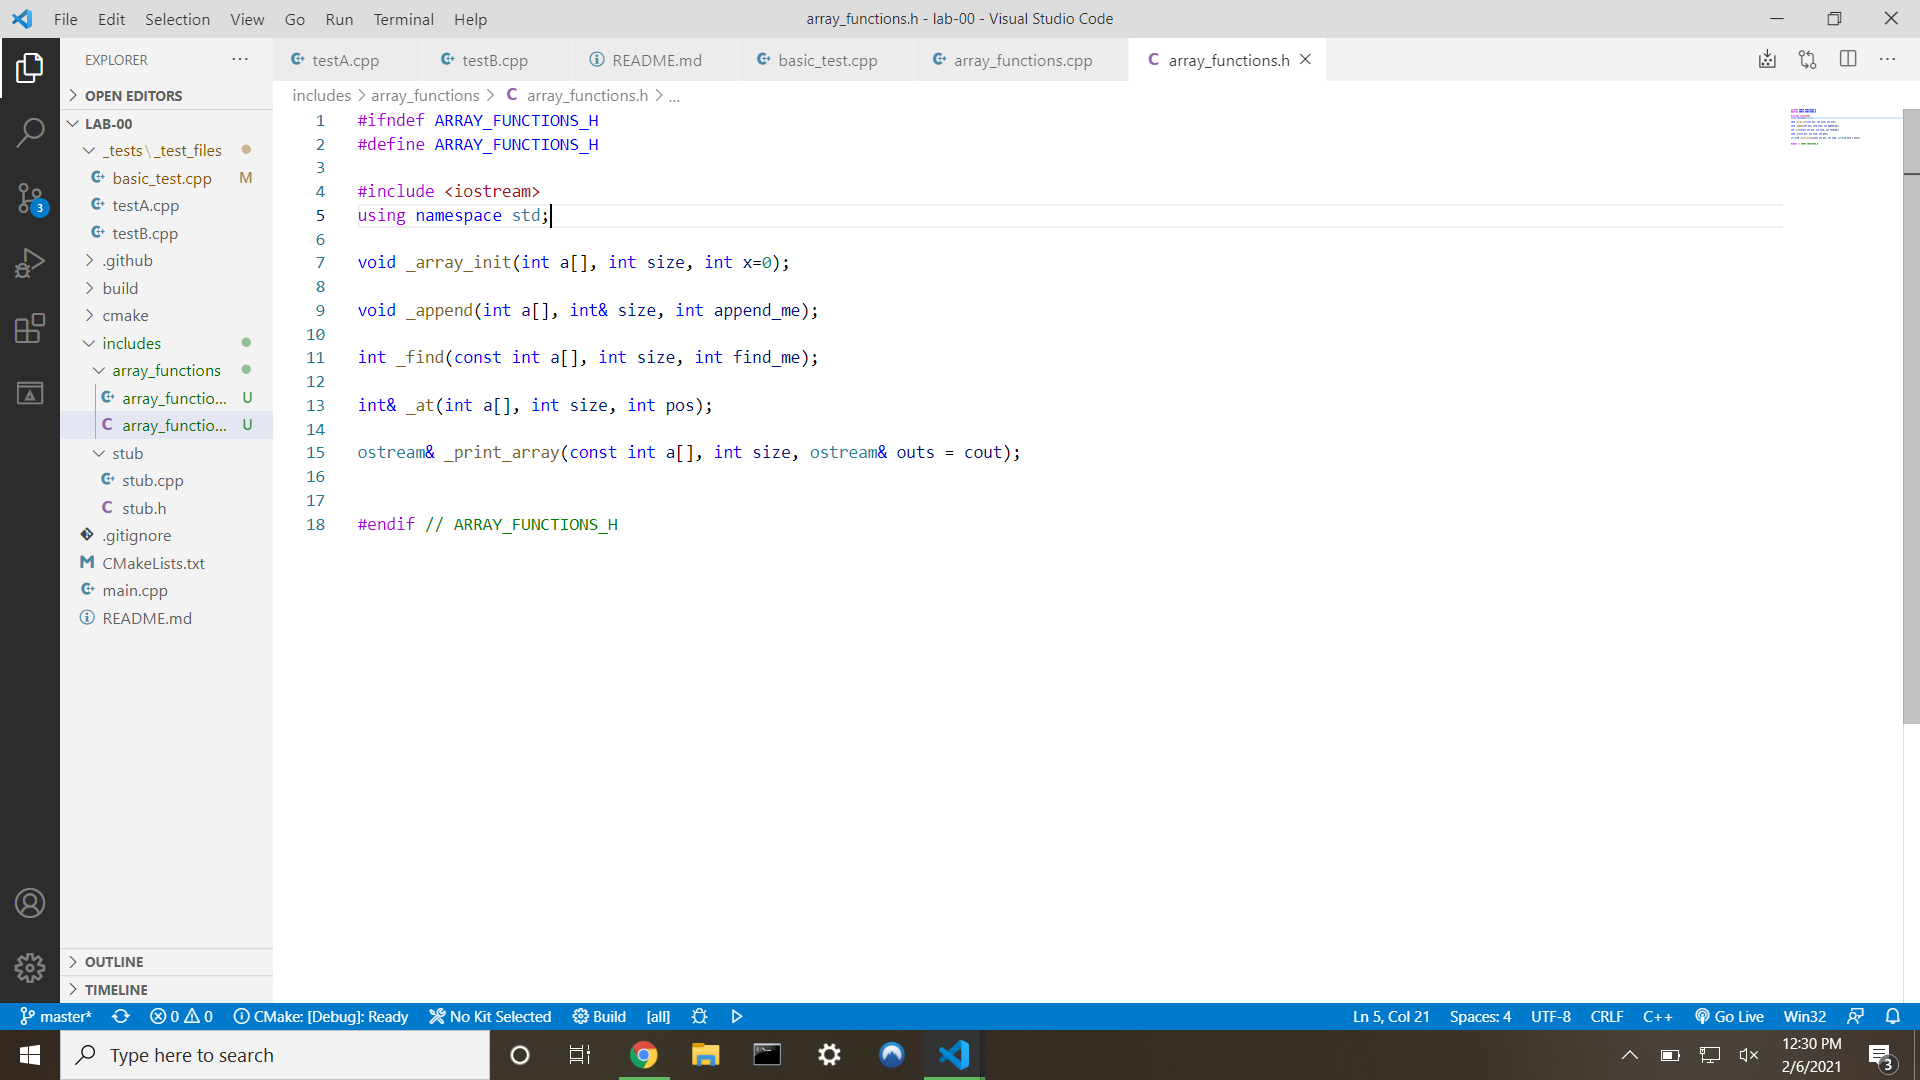 File Edit Selection View Go Run Terminal Help
array_functions.h - lab-00 - Visual Studio Code
EXPLORER
testA.cpp
testB.cpp
README.md
basic_test.cpp
array_functions.cpp
array_functions.h
OPEN EDITORS
LAB-00
_tests\_test_files
basic_test.cpp M
testA.cpp
testB.cpp
.github
build
cmake
includes
array_functions
array_functio... U
array_functio... U
stub
stub.cpp
stub.h
.gitignore
CMakeLists.txt
main.cpp
README.md
OUTLINE
TIMELINE
3
includes > array_functions > C array_functions.h > ...
1 #ifndef ARRAY_FUNCTIONS_H
2 #define ARRAY_FUNCTIONS_H
3
4 #include <iostream>
5 using namespace std;
6
7 void _array_init(int a[], int size, int x=0);
8
9 void _append(int a[], int& size, int append_me);
10
11 int _find(const int a[], int size, int find_me);
12
13 int& _at(int a[], int size, int pos);
14
15 ostream& _print_array(const int a[], int size, ostream& outs = cout);
16
17
18 #endif // ARRAY_FUNCTIONS_H
master* 0 0 CMake: [Debug]: Ready No Kit Selected Build [all]
Ln 5, Col 21 Spaces: 4 UTF-8 CRLF C++ Go Live Win32
Type here to search
12:30 PM
2/6/2021
3